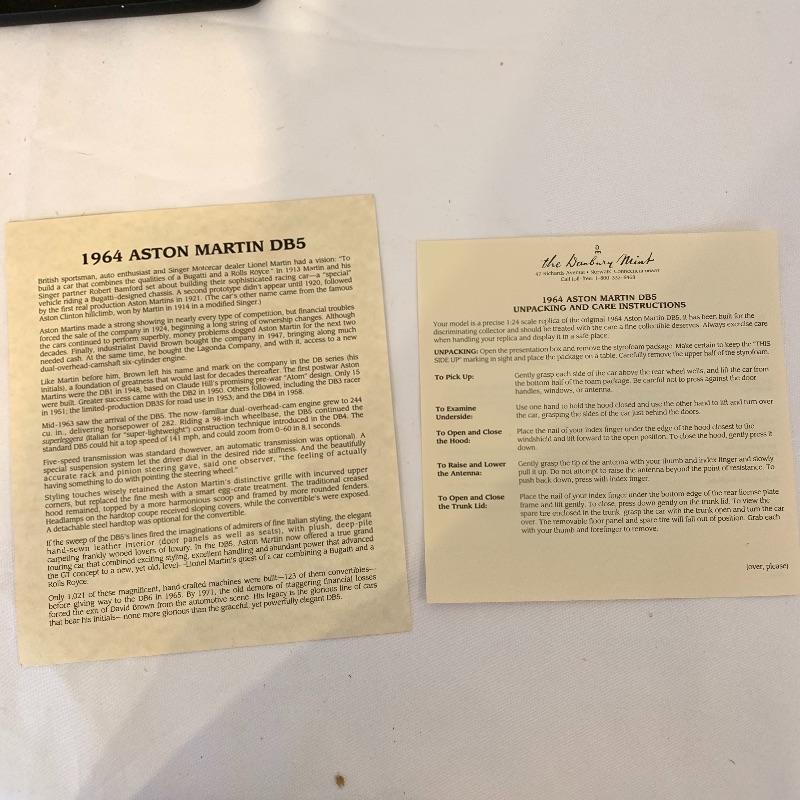 1964 ASTON MARTIN DB5
British sportsman, auto enthusiast and Singer Motorcar dealer Lionel Martin had a vision: "To
build a car that combines the qualities of a Bugatti and a Rolls Royce." In 1913 Martin and his
Singer partner Robert Bamford set about building their sophisticated racing car—a "special"
vehicle riding a Bugatti-designed chassis. A second prototype didn't appear until 1920, followed
by the first real production Aston Martins in 1921. (The car's other name came from the famous
Aston Clinton hillclimb, won by Martin in 1914 in a modified Singer.)
Aston Martins made a strong showing in nearly every type of competition, but financial troubles
forced the sale of the company in 1924, beginning a long string of ownership changes. Although
the cars continued to perform superbly, money problems dogged Aston Martin for the next two
decades. Finally, industrialist David Brown bought the company in 1947, bringing along much
needed cash. At the same time, he bought the Lagonda Company, and with it, access to a new
dual-overhead-camshaft six-cylinder engine.
Like Martin before him, Brown left his name and mark on the company in the DB series (his
initials), a foundation of greatness that would last for decades thereafter. The first postwar Aston
Martins were the DB1 in 1948, based on Claude Hill's promising pre-war "Atom" design. Only 15
were built. Greater success came with the DB2 in 1950. Others followed, including the DB3 racer
in 1951; the limited-production DB3S for road use in 1953; and the DB4 in 1958.
Mid-1963 saw the arrival of the DB5. The now-familiar dual-overhead-cam engine grew to 244
cu. in., delivering horsepower of 282. Riding a 98-inch wheelbase, the DB5 continued the
superleggera (Italian for "super-lightweight") construction technique introduced in the DB4. The
standard DB5 could hit a top speed of 141 mph, and could zoom from 0-60 in 8.1 seconds.
Five-speed transmission was standard (however, an automatic transmission was optional). A
special suspension system let the driver dial in the desired ride stiffness. And the beautifully
accurate rack and pinion steering gave, said one observer, "the feeling of actually
having something to do with pointing the steering wheel."
Styling touches wisely retained the Aston Martin's distinctive grille with incurved upper
corners, but replaced the fine mesh with a smart egg-crate treatment. The traditional creased
hood remained, topped by a more harmonious scoop and framed by more rounded fenders.
Headlamps on the hardtop coupe received sloping covers, while the convertible's were exposed.
A detachable steel hardtop was optional for the convertible.
If the sweep of the DB5's lines fired the imaginations of admirers of fine Italian styling, the elegant
hand-sewn leather interior (door panels as well as seats), with plush, deep-pile
carpeting frankly wooed lovers of luxury. In the DB5, Aston Martin now offered a true grand
touring car that combined exciting styling, excellent handling and abundant power that advanced
the GT concept to a new, yet old, level—Lionel Martin's quest of a car combining a Bugatti and a
Rolls Royce.
Only 1,021 of these magnificent, hand-crafted machines were built—123 of them convertibles—
before giving way to the DB6 in 1965. By 1971, the old demons of staggering financial losses
forced the exit of David Brown from the automotive scene. His legacy is the glorious line of cars
that bear his initials—none more glorious than the graceful, yet powerfully elegant DB5.
the Danbury Mint
47 Richards Avenue • Norwalk, Connecticut
Call Toll-Free 1-800-
1964 ASTON MARTIN DB5
UNPACKING AND CARE INSTRUCTIONS
Your model is a precise 1:24 scale replica of the original 1964 Aston Martin DB5. It has been built for the
discriminating collector and should be treated with the care a fine collectible deserves. Always exercise care
when handling your replica and display it in a safe place.
UNPACKING: Open the presentation box and remove the styrofoam package. Make certain to keep the "THIS
SIDE UP" marking in sight and place the package on a table. Carefully remove the upper half of the styrofoam.
To Pick Up: Gently grasp each side of the car above the rear wheel wells, and lift the car from
the bottom half of the foam package. Be careful not to press against the door
handles, windows, or antenna.
To Examine Underside: Use one hand to hold the hood closed and use the other hand to lift and turn over
the car, grasping the sides of the car just behind the doors.
To Open and Close the Hood: Place the nail of your index finger under the edge of the hood closest to the
windshield and lift forward to the open position. To close the hood, gently press it
down.
To Raise and Lower the Antenna: Gently grasp the tip of the antenna with your thumb and index finger and slowly
pull it up. Do not attempt to raise the antenna beyond the point of resistance. To
push back down, press with index finger.
To Open and Close the Trunk Lid: Place the nail of your index finger under the bottom edge of the rear license plate
frame and lift gently. To close, press down gently on the trunk lid. To view the
spare tire enclosed in the trunk, grasp the car with the trunk open and turn the car
over. The removable floor panel and spare tire will fall out of position. Grab each
with your thumb and forefinger to remove.
(over, please)